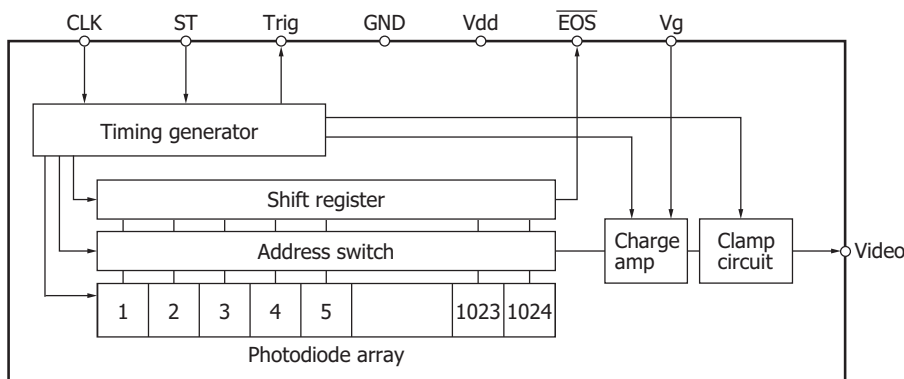 CLK ST Trig GND Vdd EOS Vg
Timing generator
Shift register
Address switch
Charge amp
Clamp circuit
Video
1 2 3 4 5 1023 1024
Photodiode array